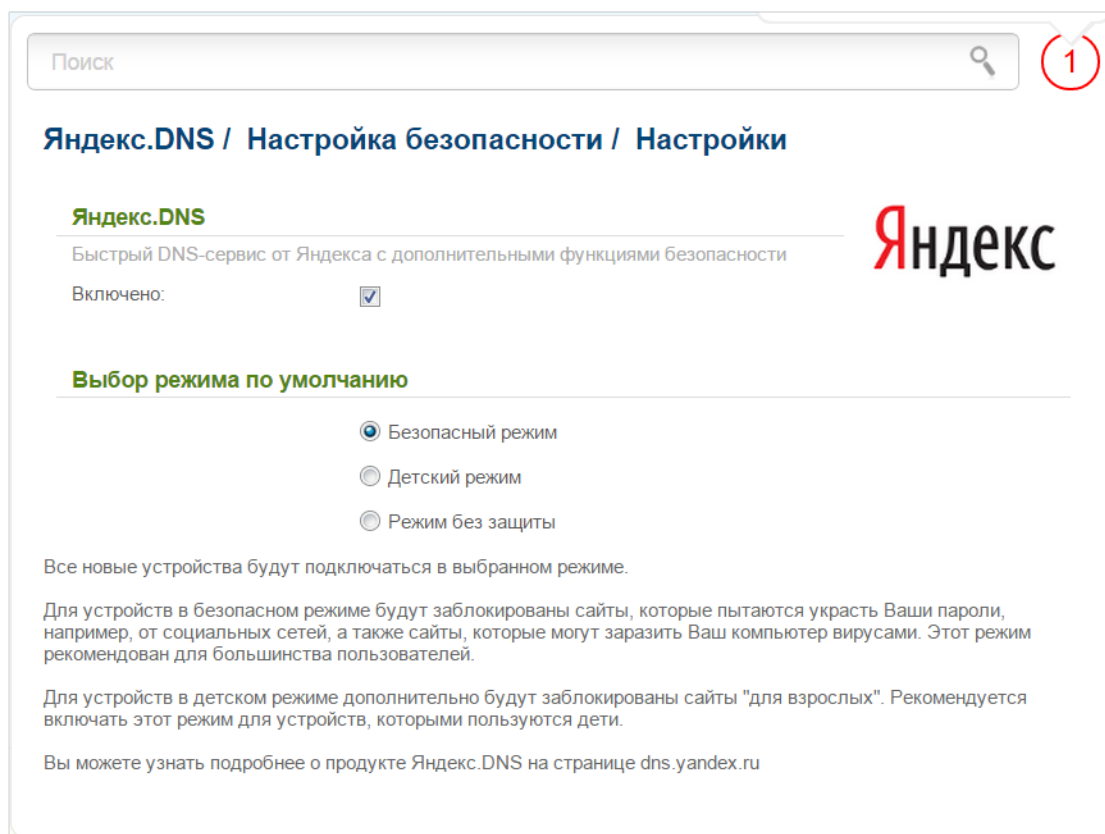 Поиск
1
Яндекс.DNS / Настройка безопасности / Настройки
Яндекс.DNS
Яндекс
Быстрый DNS-сервис от Яндекса с дополнительными функциями безопасности
Включено:
Выбор режима по умолчанию
Безопасный режим
Детский режим
Режим без защиты
Все новые устройства будут подключаться в выбранном режиме.
Для устройств в безопасном режиме будут заблокированы сайты, которые пытаются украсть Ваши пароли,
например, от социальных сетей, а также сайты, которые могут заразить Ваш компьютер вирусами. Этот режим
рекомендован для большинства пользователей.
Для устройств в детском режиме дополнительно будут заблокированы сайты "для взрослых". Рекомендуется
включать этот режим для устройств, которыми пользуются дети.
Вы можете узнать подробнее о продукте Яндекс.DNS на странице dns.yandex.ru